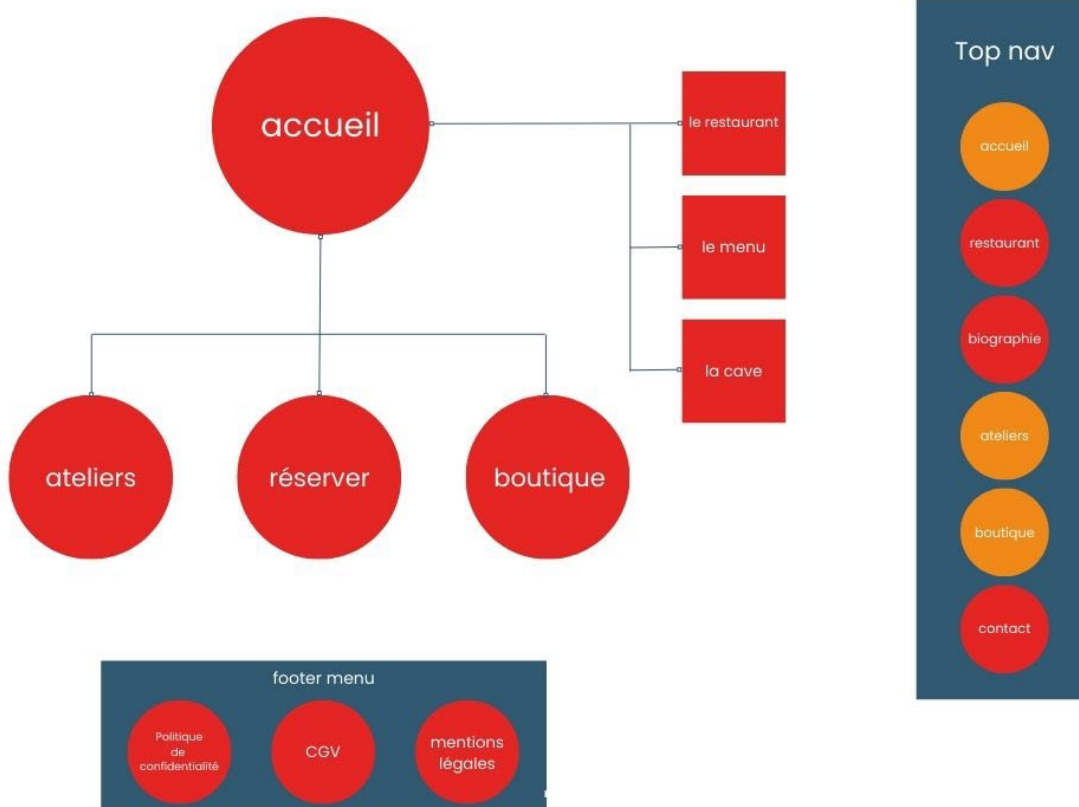 accueil
le restaurant
le menu
la cave
ateliers
réserver
boutique
footer menu
Politique
de
confidentialité
CGV
mentions
légales
Top nav
accueil
restaurant
biographie
ateliers
boutique
contact